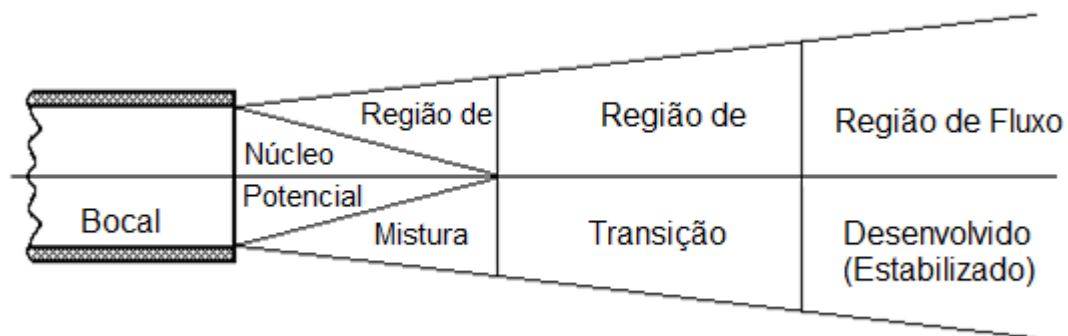 Bocal
Núcleo
Potencial
Região de
Mistura
Região de
Transição
Região de Fluxo
Desenvolvido
(Estabilizado)